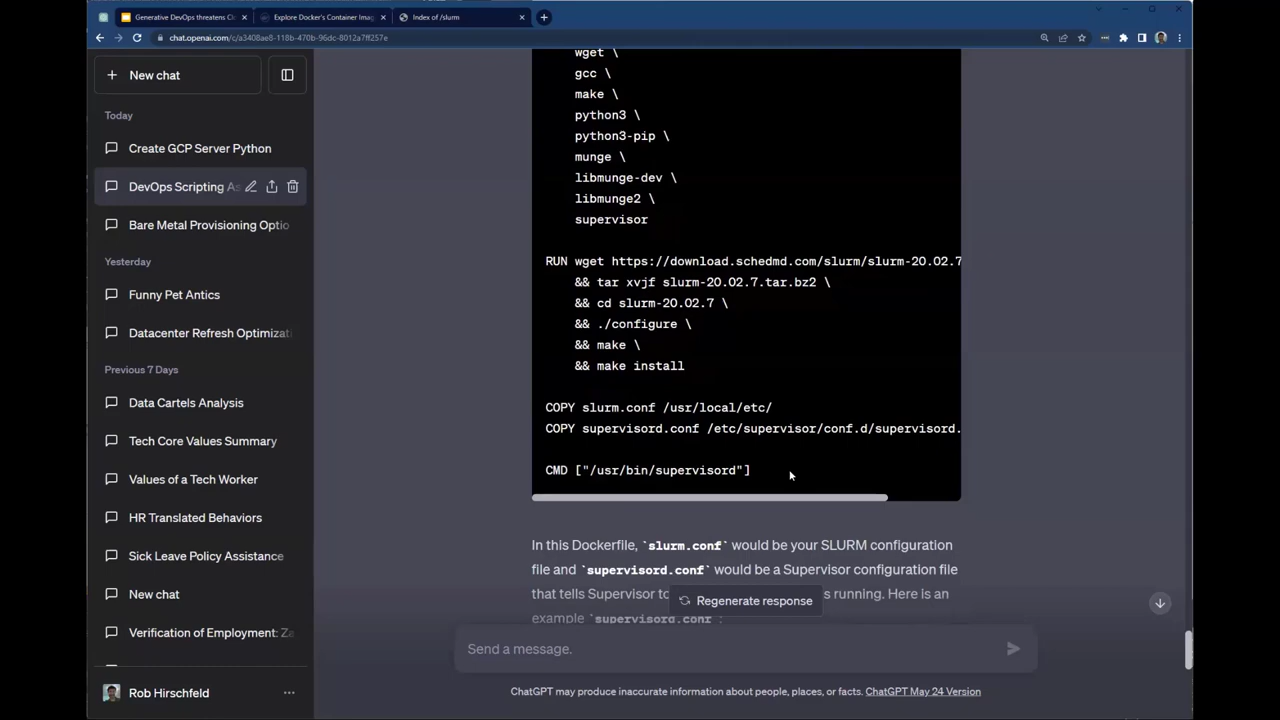 Generative DevOps threatens Cl
Explore Docker's Container Imag
Index of /slurm
chat.openai.com/c/a3408ae8-118b-470b-96dc-8012a7ff257e
New chat
Today
Create GCP Server Python
DevOps Scripting As
Bare Metal Provisioning Optio
Yesterday
Funny Pet Antics
Datacenter Refresh Optimizati
Previous 7 Days
Data Cartels Analysis
Tech Core Values Summary
Values of a Tech Worker
HR Translated Behaviors
Sick Leave Policy Assistance
New chat
Verification of Employment: Za
Rob Hirschfeld
wget \
gcc \
make \
python3 \
python3-pip \
munge \
libmunge-dev \
libmunge2 \
supervisor
RUN wget https://download.schedmd.com/slurm/slurm-20.02.7
&& tar xvjf slurm-20.02.7.tar.bz2 \
&& cd slurm-20.02.7 \
&& ./configure \
&& make \
&& make install
COPY slurm.conf /usr/local/etc/
COPY supervisord.conf /etc/supervisor/conf.d/supervisord.
CMD ["/usr/bin/supervisord"]
In this Dockerfile, `slurm.conf` would be your SLURM configuration
file and `supervisord.conf` would be a Supervisor configuration file
that tells Supervisor to
s running. Here is an
example `supervisord.conf`:
Regenerate response
Send a message.
ChatGPT may produce inaccurate information about people, places, or facts. ChatGPT May 24 Version